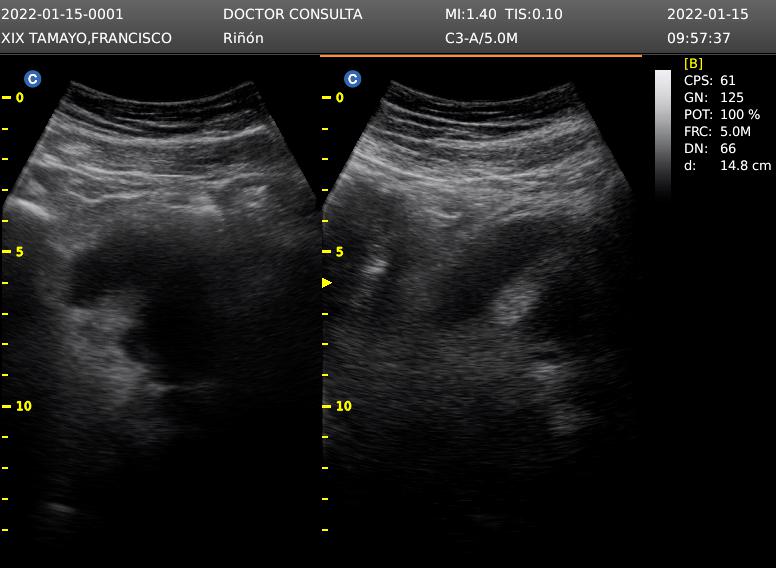 2022-01-15-0001 DOCTOR CONSULTA MI:1.40 TIS:0.10 2022-01-15
XIX TAMAYO,FRANCISCO Riñón C3-A/5.0M 09:57:37
C C [B]
0 0 CPS: 61
GN: 125
POT: 100 %
FRC: 5.0M
DN: 66
d: 14.8 cm
5 5
10 10